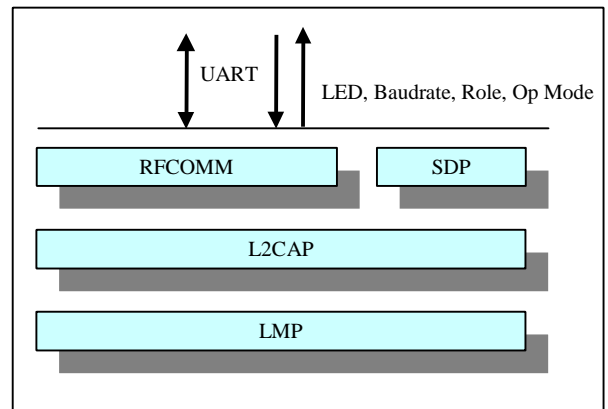 UART
LED, Baudrate, Role, Op Mode
RFCOMM
SDP
L2CAP
LMP